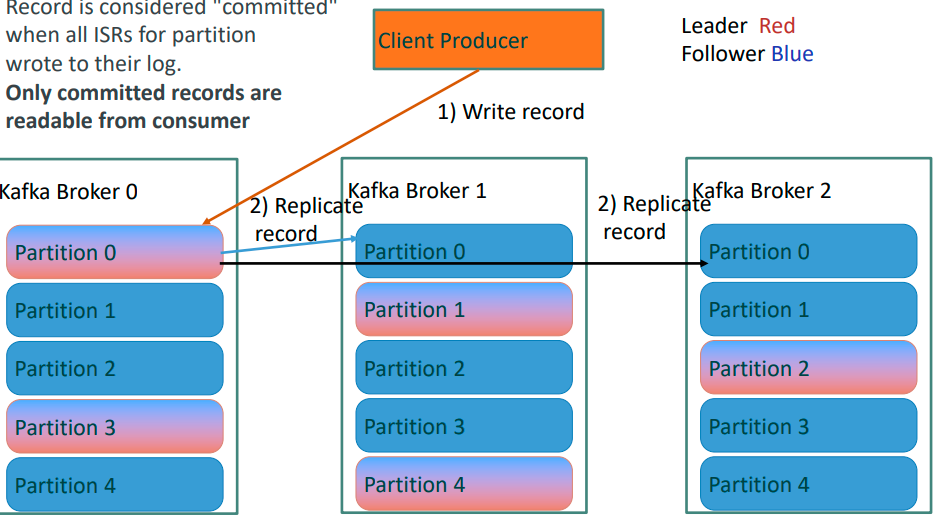 Record is considered "committed"
when all ISRs for partition
wrote to their log.
Only committed records are
readable from consumer
Client Producer
Leader Red
Follower Blue
1) Write record
Kafka Broker 0
Partition 0
Partition 1
Partition 2
Partition 3
Partition 4
2) Replicate
record
Kafka Broker 1
Partition 0
Partition 1
Partition 2
Partition 3
Partition 4
2) Replicate
record
Kafka Broker 2
Partition 0
Partition 1
Partition 2
Partition 3
Partition 4